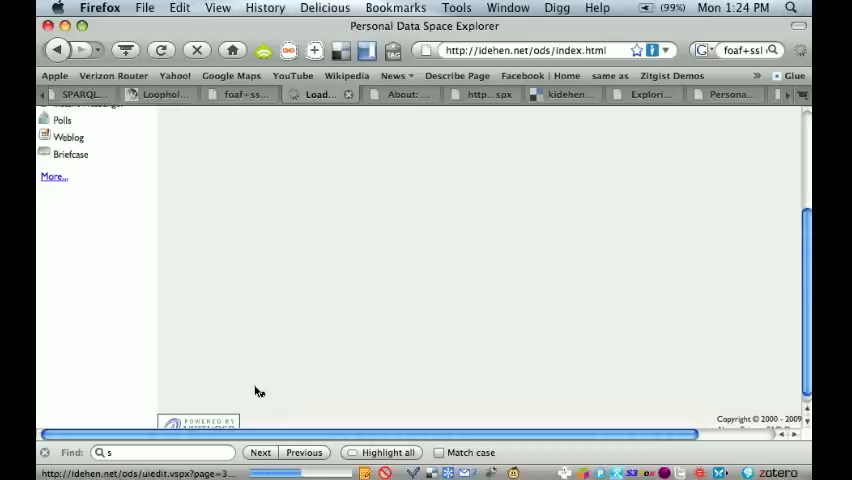 Firefox File Edit View History Delicious Bookmarks Tools Window Digg Help (99%) Mon 1:24 PM
Personal Data Space Explorer
http://idehen.net/ods/index.html foaf+ssl
Apple Verizon Router Yahoo! Google Maps YouTube Wikipedia News Describe Page Facebook | Home same as Zitgist Demos » Glue
SPARQL... Loophol... foaf+ss... Load... About: ... http...spx kidehen... Explori... Persona...
Polls
Weblog
Briefcase
More...
POWERED BY
Copyright © 2000 - 2009
Find: s Next Previous Highlight all Match case
http://idehen.net/ods/uiedit.vspx?page=3... zotero